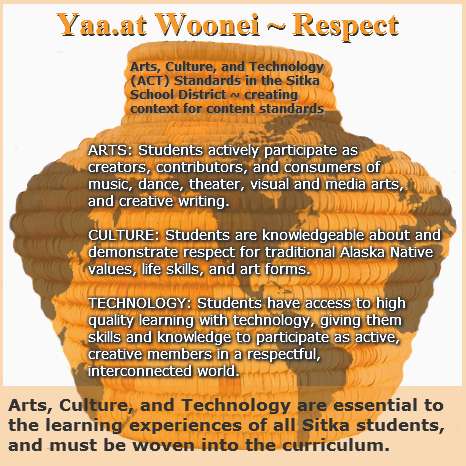 Yaa.at Woonei ~ Respect
Arts, Culture, and Technology
(ACT) Standards in the Sitka
School District ~ creating
context for content standards
ARTS: Students actively participate as
creators, contributors, and consumers of
music, dance, theater, visual and media arts,
and creative writing.
CULTURE: Students are knowledgeable about and
demonstrate respect for traditional Alaska Native
values, life skills, and art forms.
TECHNOLOGY: Students have access to high
quality learning with technology, giving them
skills and knowledge to participate as active,
creative members in a respectful,
interconnected world.
Arts, Culture, and Technology are essential to
the learning experiences of all Sitka students,
and must be woven into the curriculum.